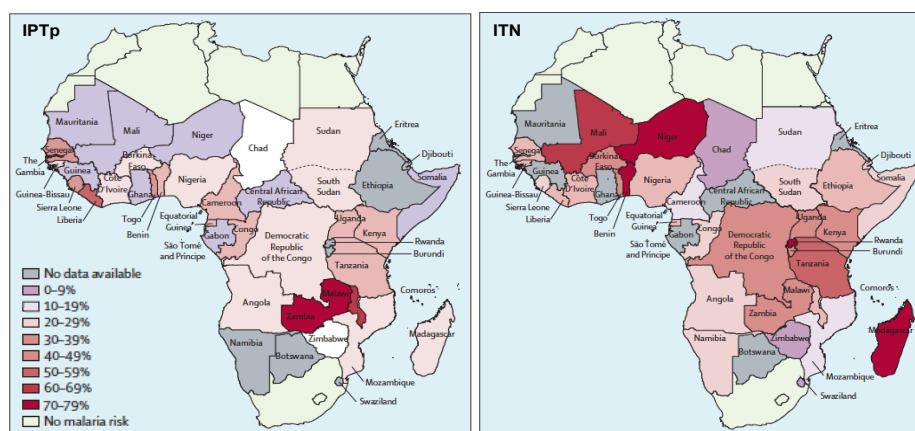 IPTp
Mauritania
Mali
Niger
Chad
Sudan
Eritrea
Senegal
The
Gambia
Guinea-Bissau
Guinea
Sierra Leone
Liberia
Côte
D'Ivoire
Burkina
Faso
Ghana
Togo
Benin
Nigeria
Cameroon
Central African
Republic
South
Sudan
Ethiopia
Djibouti
Somalia
Equatorial
Guinea
São Tomé
and Príncipe
Gabon
Congo
Democratic
Republic
of the Congo
Uganda
Kenya
Rwanda
Burundi
Tanzania
Angola
Zambia
Malawi
Comoros
Madagascar
Zimbabwe
Namibia
Botswana
Mozambique
Swaziland
No data available
0–9%
10–19%
20–29%
30–39%
40–49%
50–59%
60–69%
70–79%
No malaria risk
ITN
Mauritania
Mali
Niger
Chad
Sudan
Eritrea
Senegal
The
Gambia
Guinea-Bissau
Guinea
Sierra Leone
Liberia
Côte
D'Ivoire
Burkina
Faso
Ghana
Togo
Benin
Nigeria
Cameroon
Central African
Republic
South
Sudan
Ethiopia
Djibouti
Somalia
Equatorial
Guinea
São Tomé
and Príncipe
Gabon
Congo
Democratic
Republic
of the Congo
Uganda
Kenya
Rwanda
Burundi
Tanzania
Angola
Zambia
Malawi
Comoros
Madagascar
Zimbabwe
Namibia
Botswana
Mozambique
Swaziland